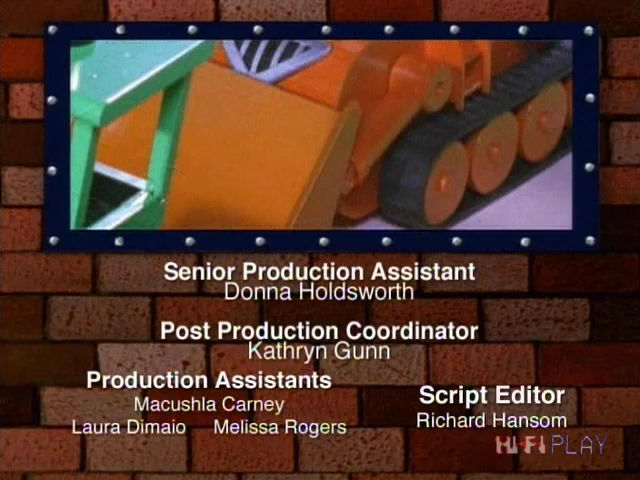 Senior Production Assistant
Donna Holdsworth
Post Production Coordinator
Kathryn Gunn
Production Assistants
Macushla Carney
Laura Dimaio Melissa Rogers
Script Editor
Richard Hansom
HI-FI PLAY